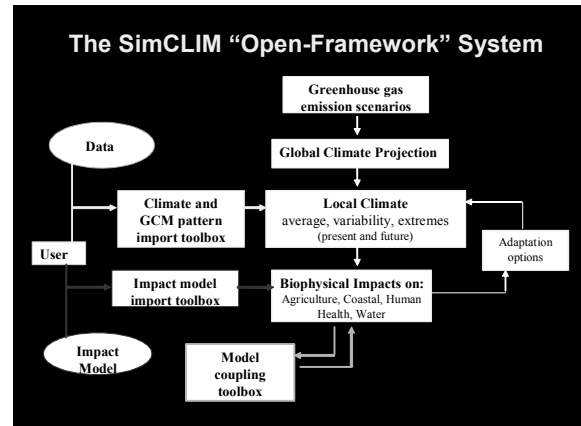 The SimCLIM “Open-Framework” System
Greenhouse gas
emission scenarios
Data
Global Climate Projection
Climate and
GCM pattern
import toolbox
Local Climate
average, variability, extremes
(present and future)
User
Adaptation
options
Impact model
import toolbox
Biophysical Impacts on:
Agriculture, Coastal, Human
Health, Water
Impact
Model
Model
coupling
toolbox